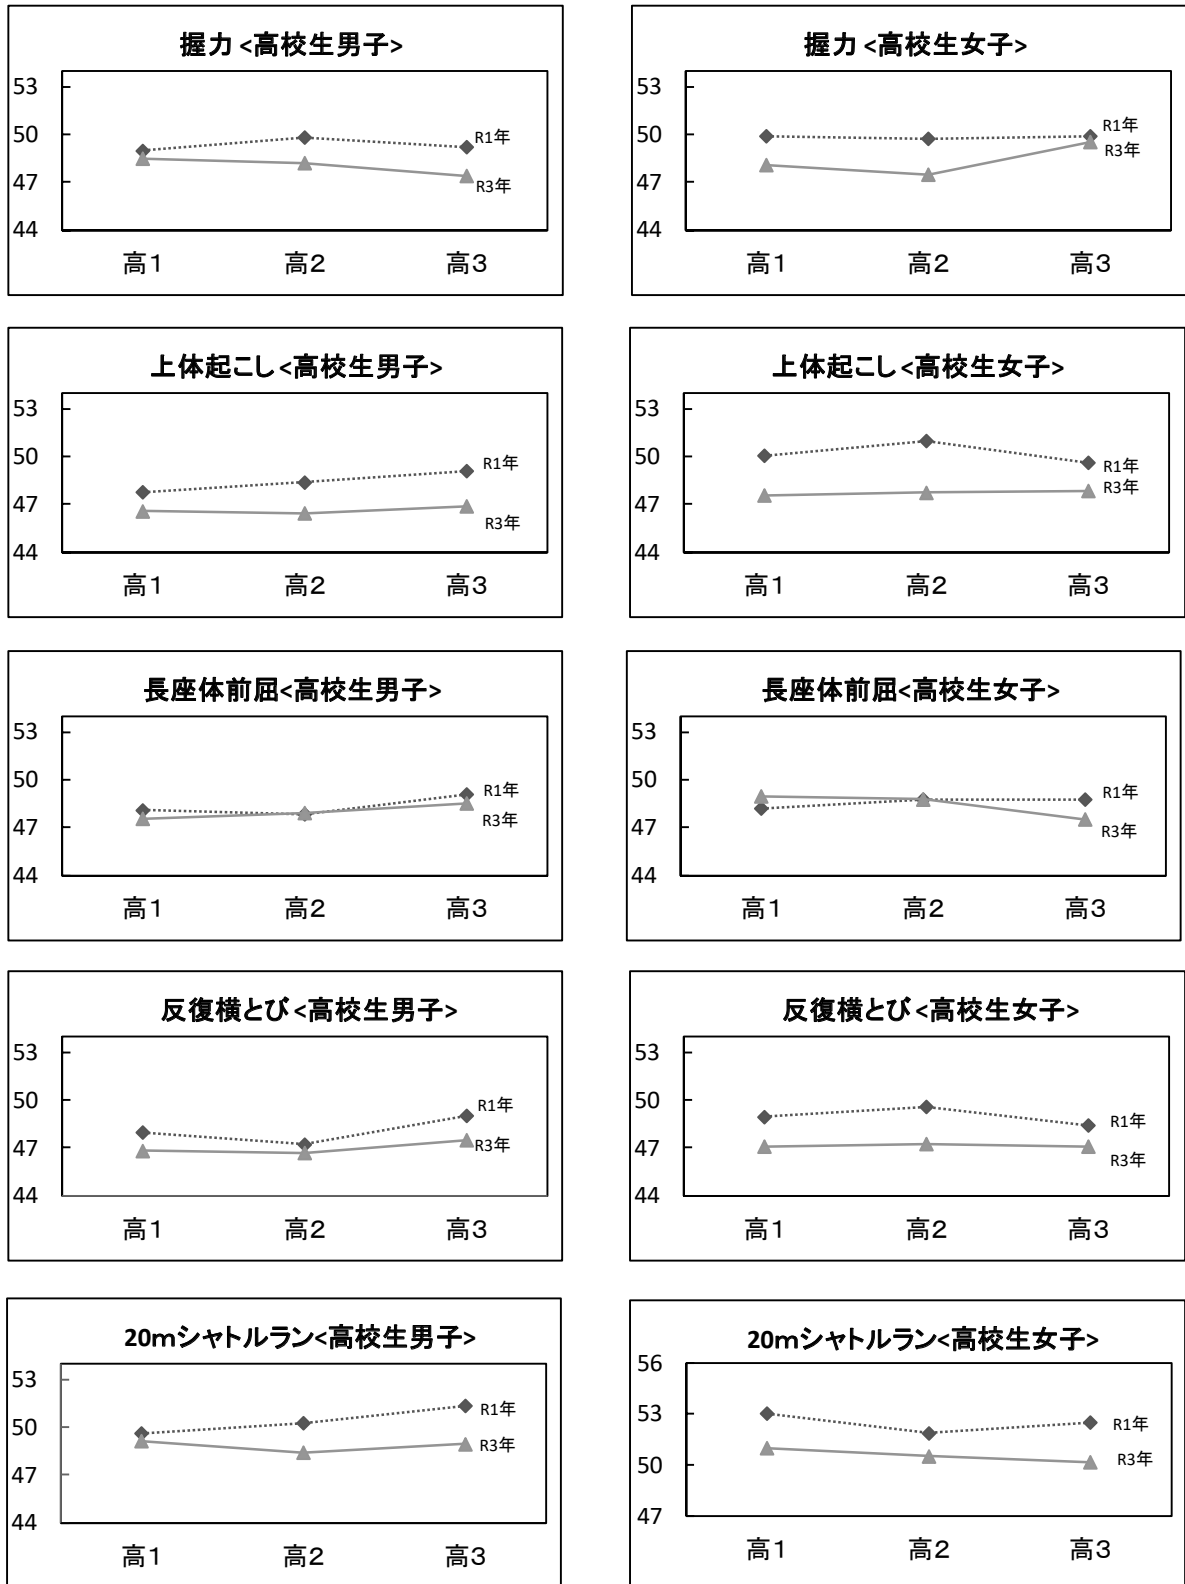 握力<高校生男子>
53
50
47
44
R1年
R3年
高1
高2
高3
握力<高校生女子>
53
50
47
44
R1年
R3年
高1
高2
高3
上体起こし<高校生男子>
53
50
47
44
R1年
R3年
高1
高2
高3
上体起こし<高校生女子>
53
50
47
44
R1年
R3年
高1
高2
高3
長座体前屈<高校生男子>
53
50
47
44
R1年
R3年
高1
高2
高3
長座体前屈<高校生女子>
53
50
47
44
R1年
R3年
高1
高2
高3
反復横とび<高校生男子>
53
50
47
44
R1年
R3年
高1
高2
高3
反復横とび<高校生女子>
53
50
47
44
R1年
R3年
高1
高2
高3
20mシャトルラン<高校生男子>
53
50
47
44
R1年
R3年
高1
高2
高3
20mシャトルラン<高校生女子>
56
53
50
47
R1年
R3年
高1
高2
高3